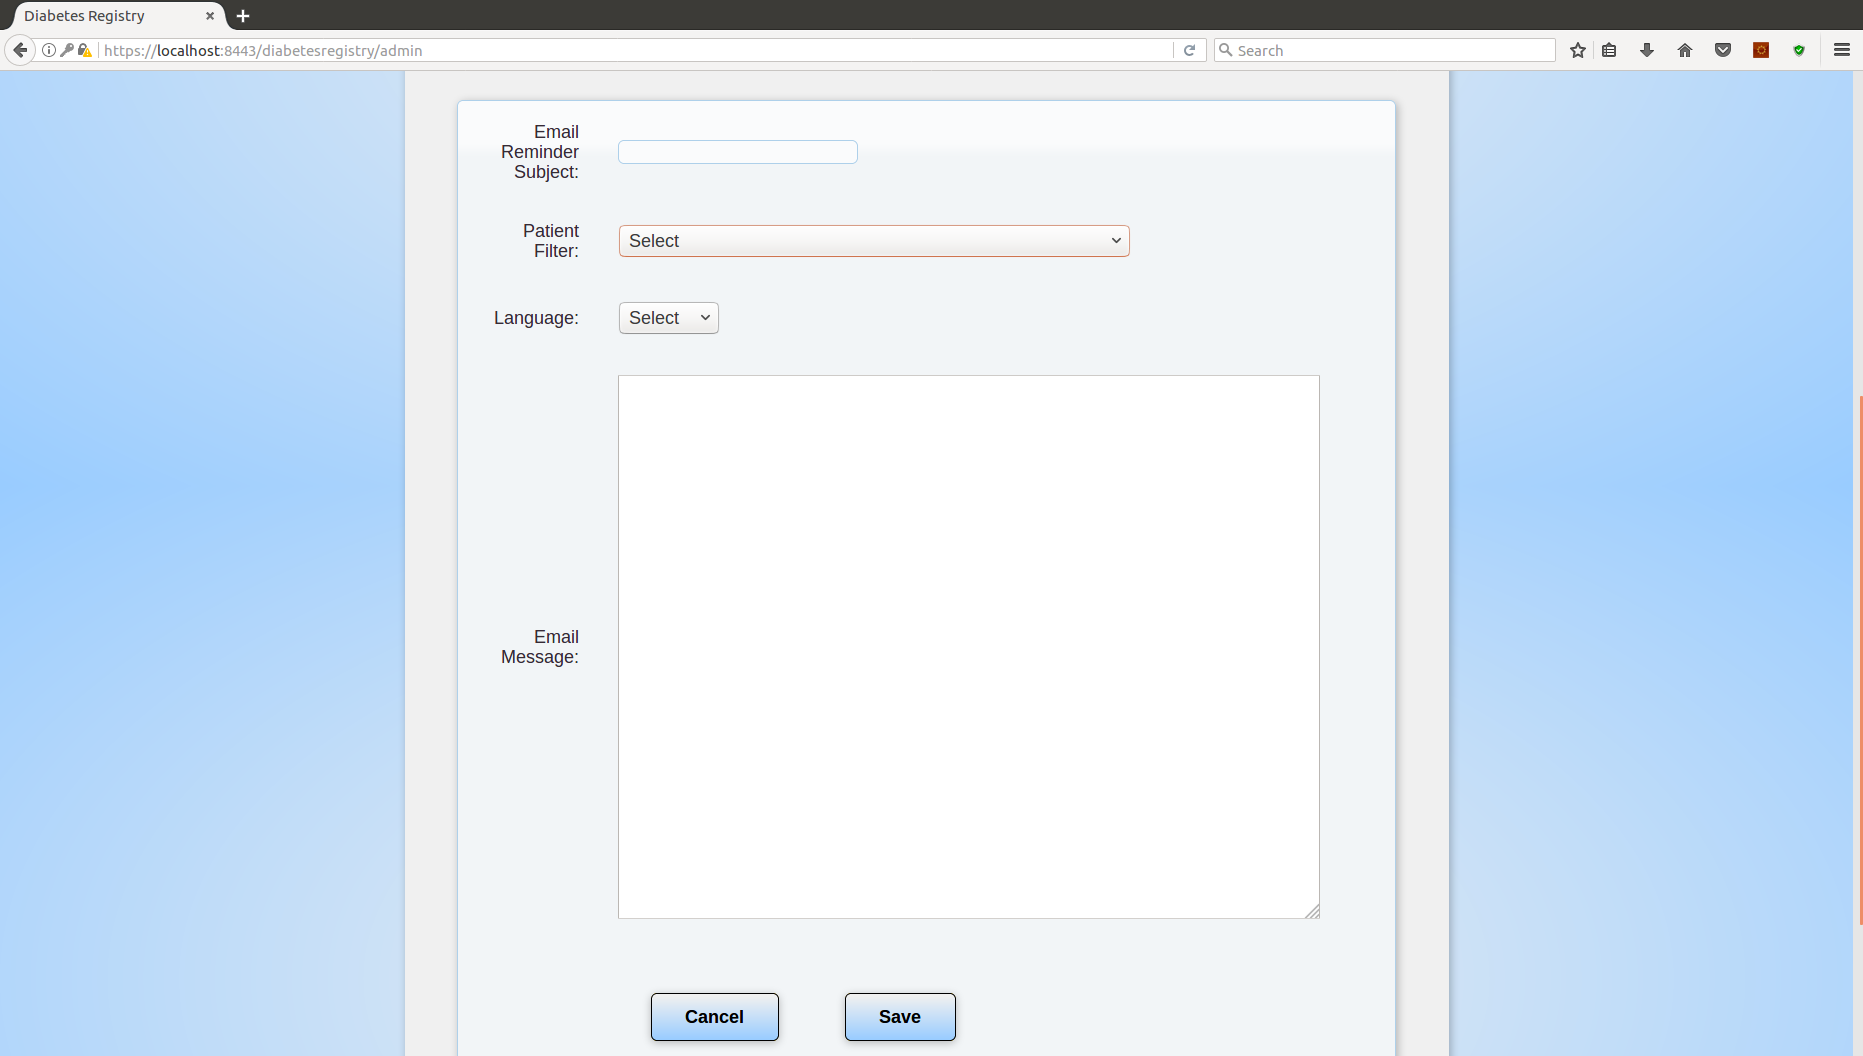 Diabetes Registry
https://localhost:8443/diabetesregistry/admin
Search
Email
Reminder
Subject:
Patient
Filter:
Select
Language:
Select
Email
Message:
Cancel
Save